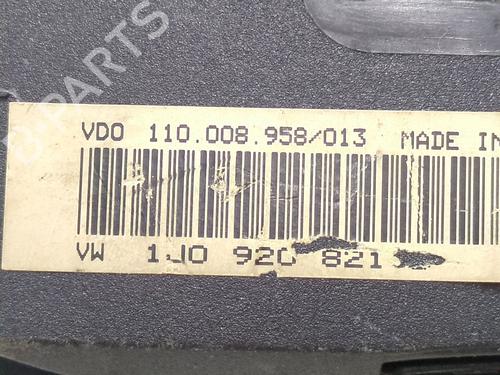 B-PARTS
VDO 110.008.958/013 MADE IN
VW 1J0 920 821